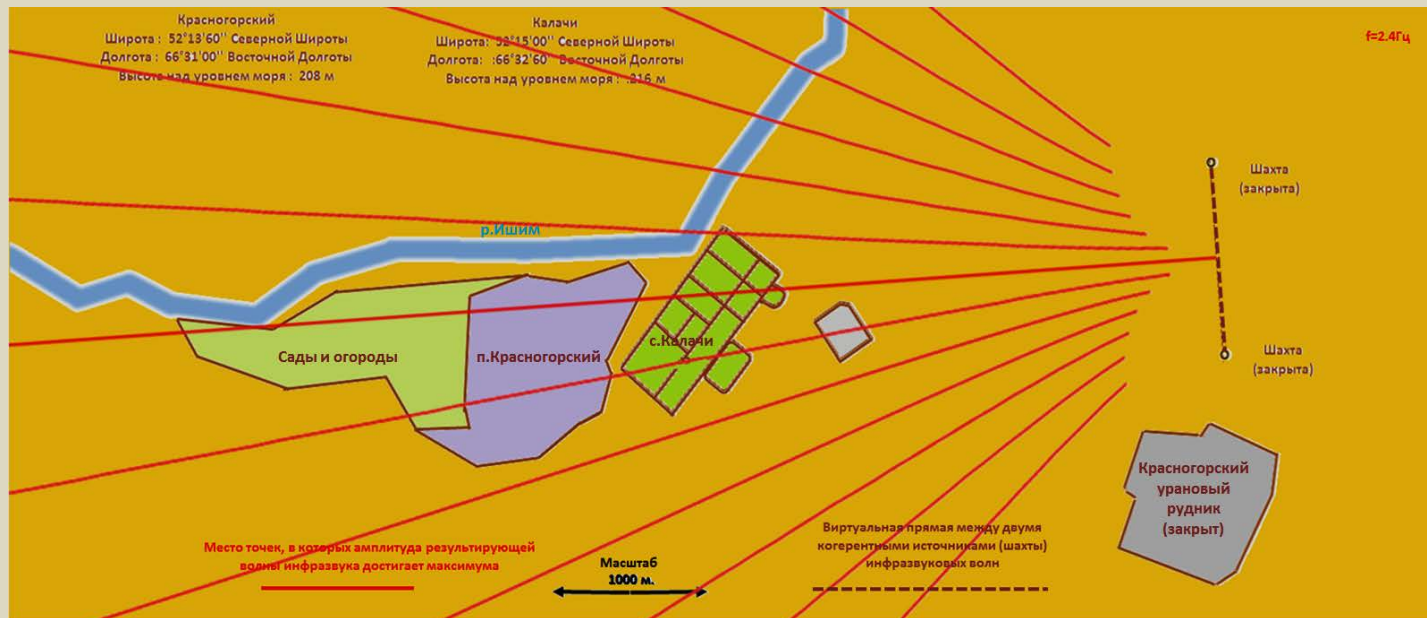 Красногорский
Широта : 52°13'60'' Северной Широты
Долгота : 66°31'00'' Восточной Долготы
Высота над уровнем моря : 208 м
Калачи
Широта: 52°15'00'' Северной Широты
Долгота: :66°32'60'' Восточной Долготы
Высота над уровнем моря : .216 м
f=2.4Гц
Шахта
(закрыта)
р.Ишим
с.Калачи
Сады и огороды
п.Красногорский
Шахта
(закрыта)
Красногорский
урановый
рудник
(закрыт)
Место точек, в которых амплитуда результирующей
волны инфразвука достигает максимума
Масштаб
1000 м.
Виртуальная прямая между двумя
когерентными источниками (шахты)
инфразвуковых волн